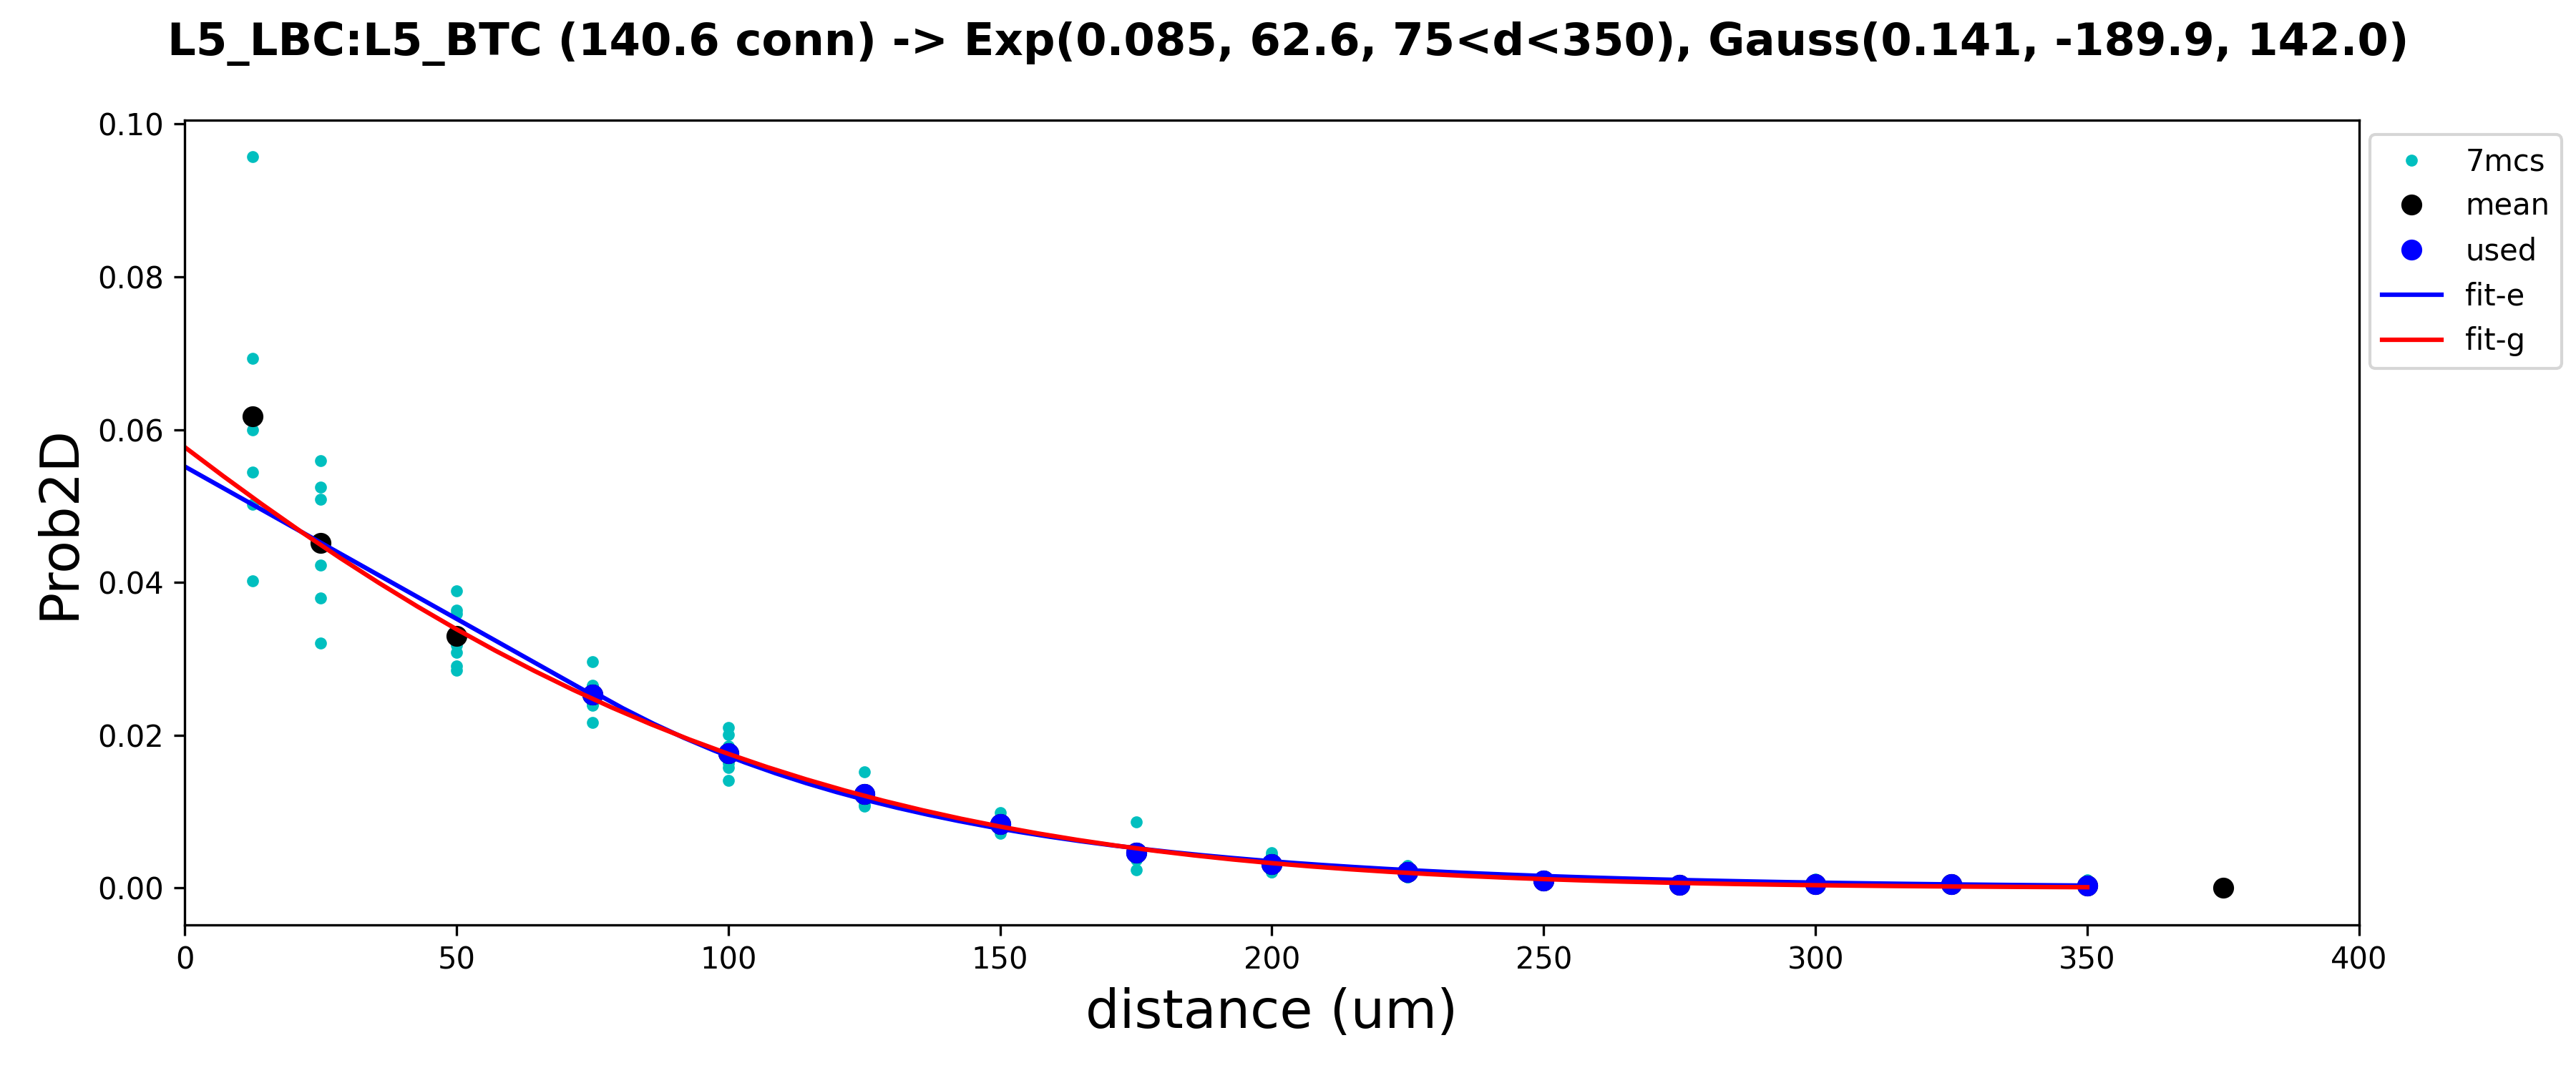 L5_LBC:L5_BTC (140.6 conn) -> Exp(0.085, 62.6, 75<d<350), Gauss(0.141, -189.9, 142.0)
0.10
0.08
0.06
0.04
0.02
0.00
Prob2D
0 50 100 150 200 250 300 350 400
distance (um)
7mcs
mean
used
fit-e
fit-g